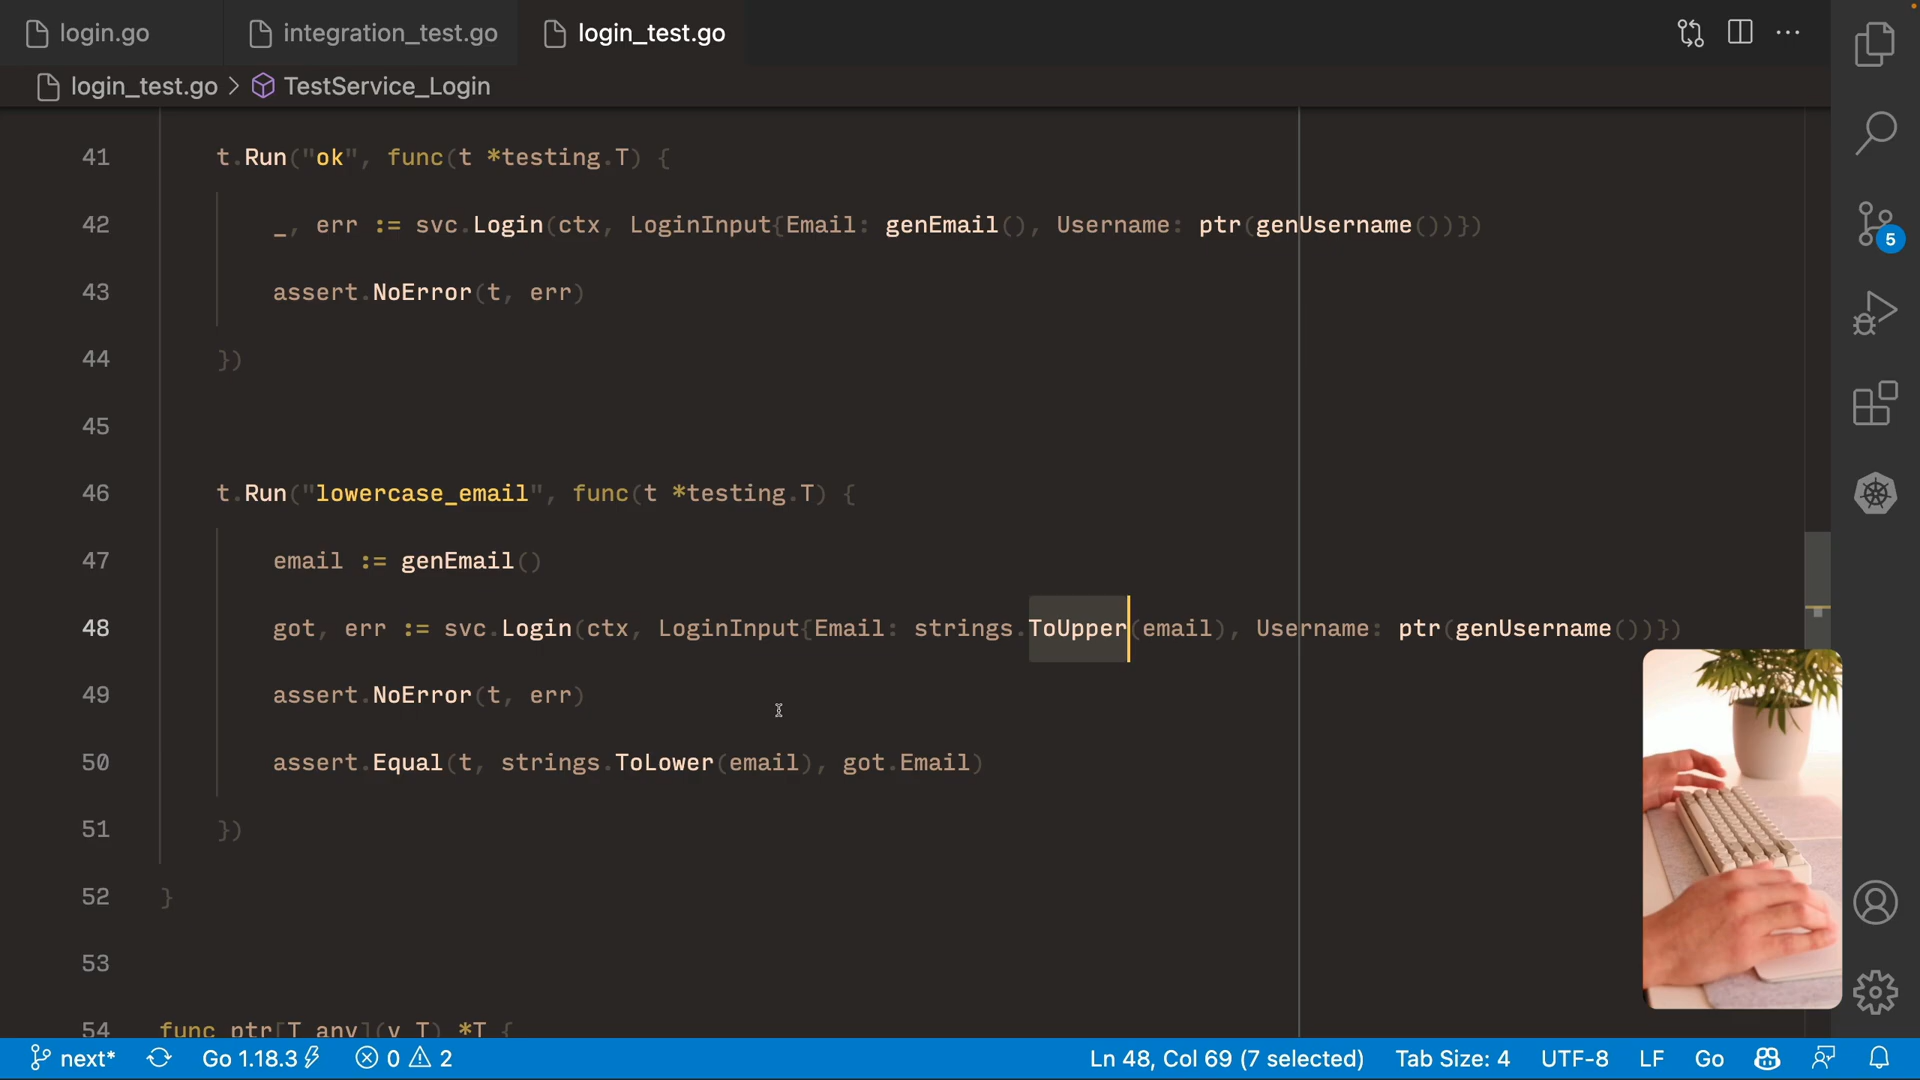 login.go integration_test.go login_test.go
login_test.go > TestService_Login
41 t.Run("ok", func(t *testing.T) {
42 _, err := svc.Login(ctx, LoginInput{Email: genEmail(), Username: ptr(genUsername())})
43 assert.NoError(t, err)
44 })
45
46 t.Run("lowercase_email", func(t *testing.T) {
47 email := genEmail()
48 got, err := svc.Login(ctx, LoginInput{Email: strings.ToUpper(email), Username: ptr(genUsername())})
49 assert.NoError(t, err)
50 assert.Equal(t, strings.ToLower(email), got.Email)
51 })
52 }
53
54 func ptr[T any](v T) *T {
5
next* Go 1.18.3 0 2 Ln 48, Col 69 (7 selected) Tab Size: 4 UTF-8 LF Go